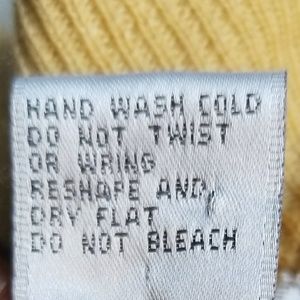 HAND WASH COLD
DO NOT TWIST
OR WRING
RESHAPE AND
DRY FLAT
DO NOT BLEACH